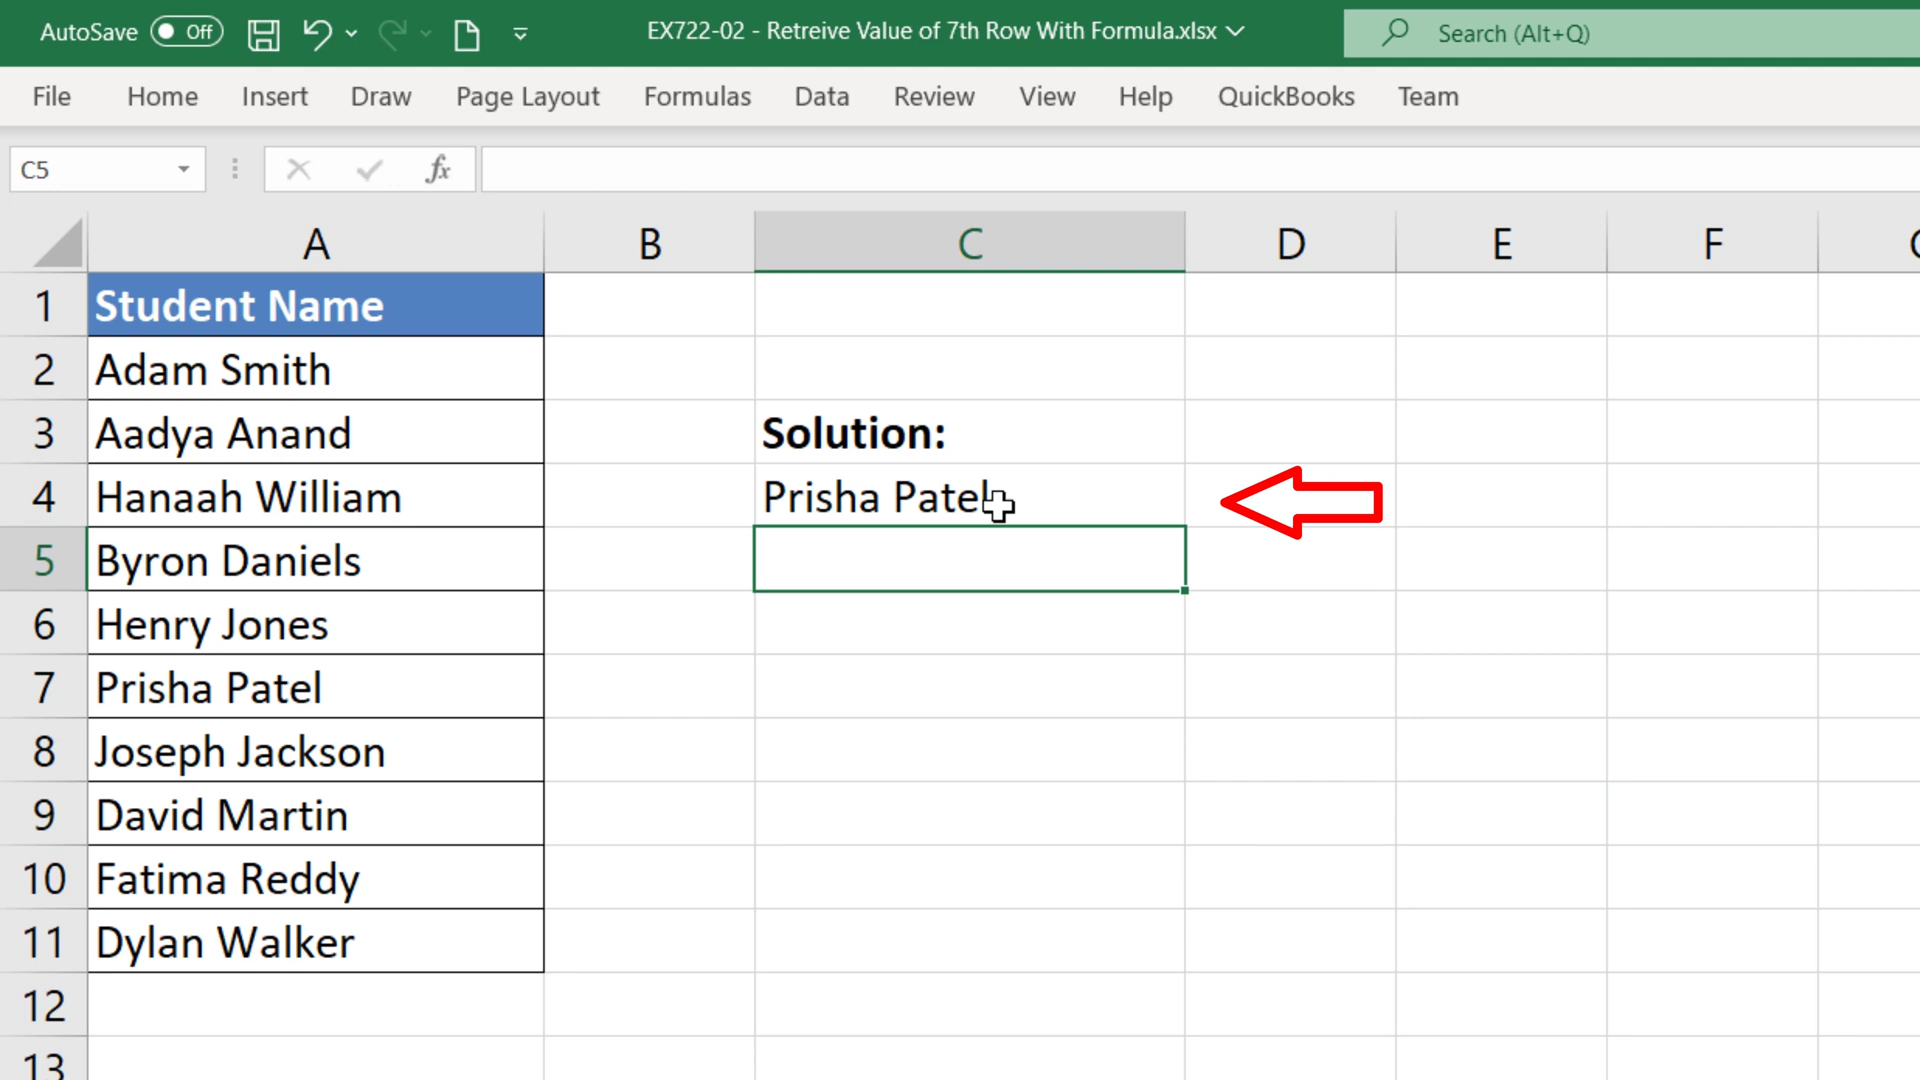 AutoSave Off EX722-02 - Retreive Value of 7th Row With Formula.xlsx Search (Alt+Q)
File Home Insert Draw Page Layout Formulas Data Review View Help QuickBooks Team
C5 fx
A B C D E F
1 Student Name
2 Adam Smith
3 Aadya Anand Solution:
4 Hanaah William Prisha Patel
5 Byron Daniels
6 Henry Jones
7 Prisha Patel
8 Joseph Jackson
9 David Martin
10 Fatima Reddy
11 Dylan Walker
12
13